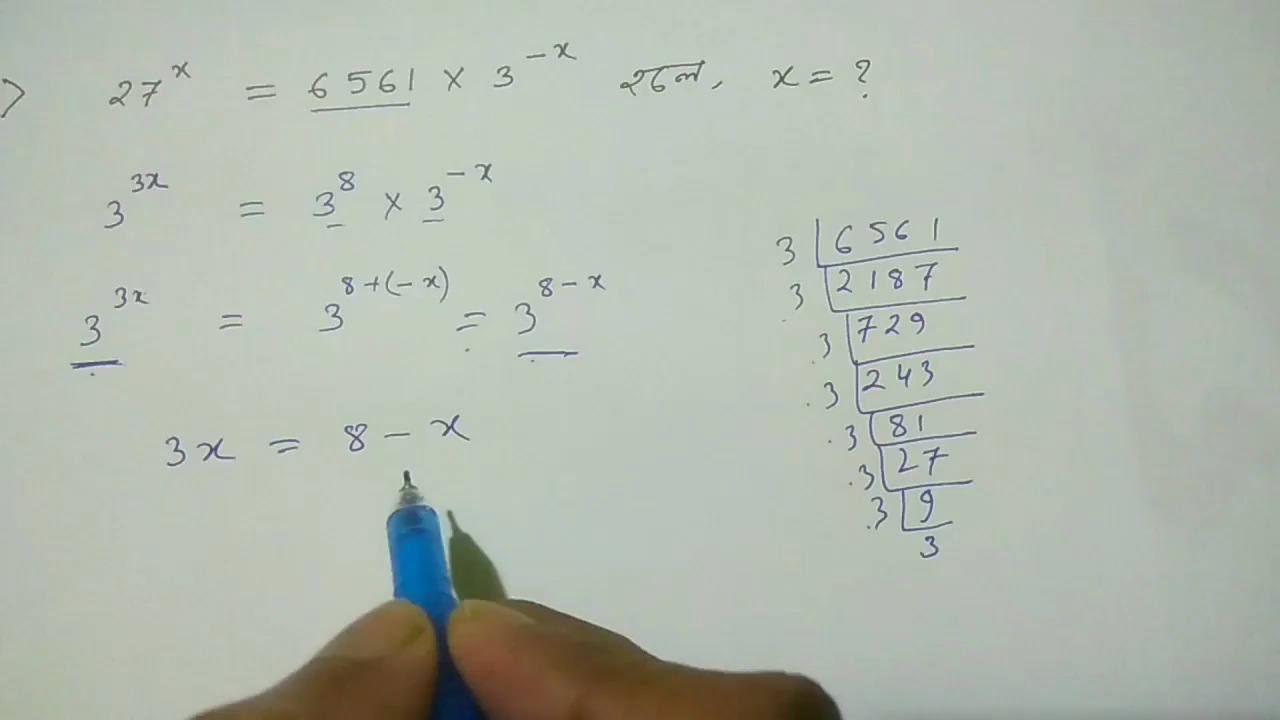 > 27^x = 6561 × 3^-x হলে, x = ?
3^3x = 3^8 × 3^-x
3^3x = 3^8+(-x) = 3^8-x
3x = 8 - x
3 6561
3 2187
3 729
3 243
3 81
3 27
3 9
3